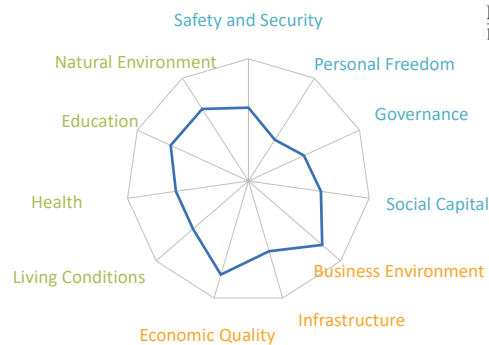 Safety and Security
Natural Environment
Personal Freedom
Education
Governance
Health
Social Capital
Living Conditions
Business Environment
Economic Quality
Infrastructure